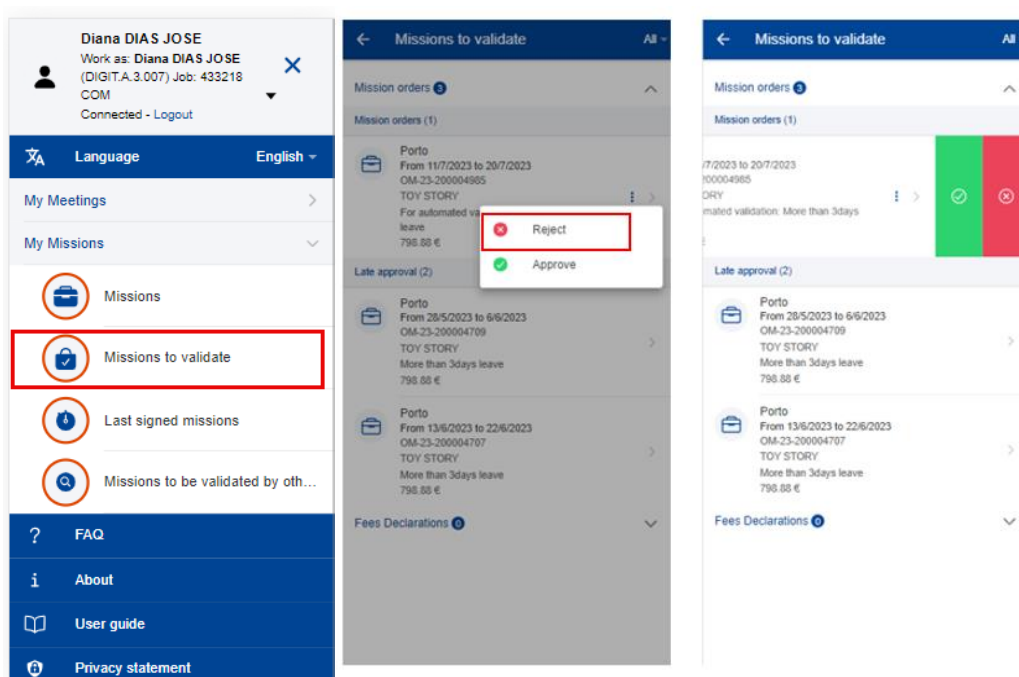 Diana DIAS JOSE
Work as: Diana DIAS JOSE
(DIGIT.A.3.007) Job: 433218
COM
Connected - Logout
Language
English
My Meetings
My Missions
Missions
Missions to validate
Last signed missions
Missions to be validated by oth...
FAQ
About
User guide
Privacy statement
Missions to validate
All
Mission orders 3
Mission orders (1)
Porto
From 11/7/2023 to 20/7/2023
OM-23-200004985
TOY STORY
For automated va
leave
798.88 €
Reject
Approve
Late approval (2)
Porto
From 28/5/2023 to 6/6/2023
OM-23-200004709
TOY STORY
More than 3days leave
798.88 €
Porto
From 13/6/2023 to 22/6/2023
OM-23-200004707
TOY STORY
More than 3days leave
798.88 €
Fees Declarations 0
Missions to validate
All
Mission orders 3
Mission orders (1)
/7/2023 to 20/7/2023
200004985
ORY
mated validation: More than 3days
Late approval (2)
Porto
From 28/5/2023 to 6/6/2023
OM-23-200004709
TOY STORY
More than 3days leave
798.88 €
Porto
From 13/6/2023 to 22/6/2023
OM-23-200004707
TOY STORY
More than 3days leave
798.88 €
Fees Declarations 0